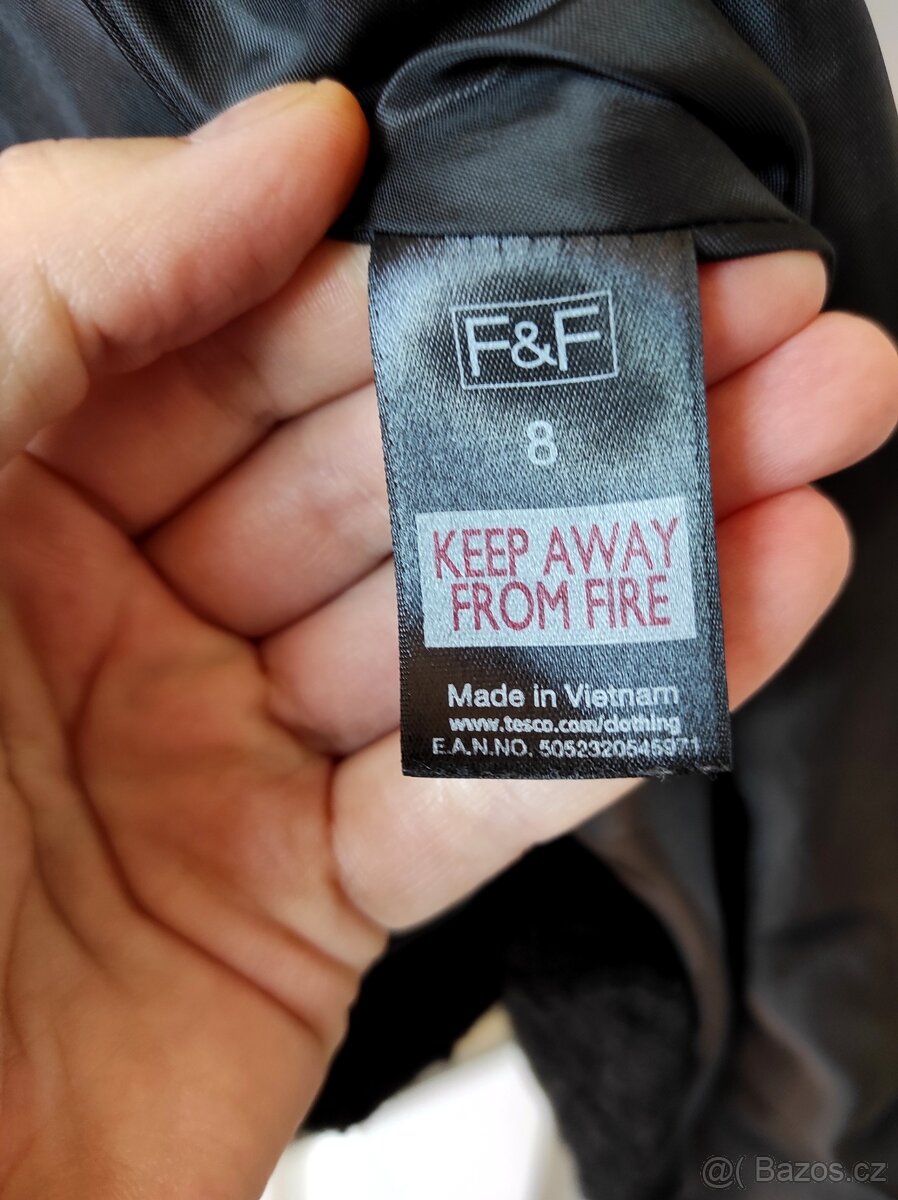 F&F
8
KEEP AWAY
FROM FIRE
Made in Vietnam
www.tesco.com/clothing
E.A.N.NO. 5052320545971
@( Bazos.cz